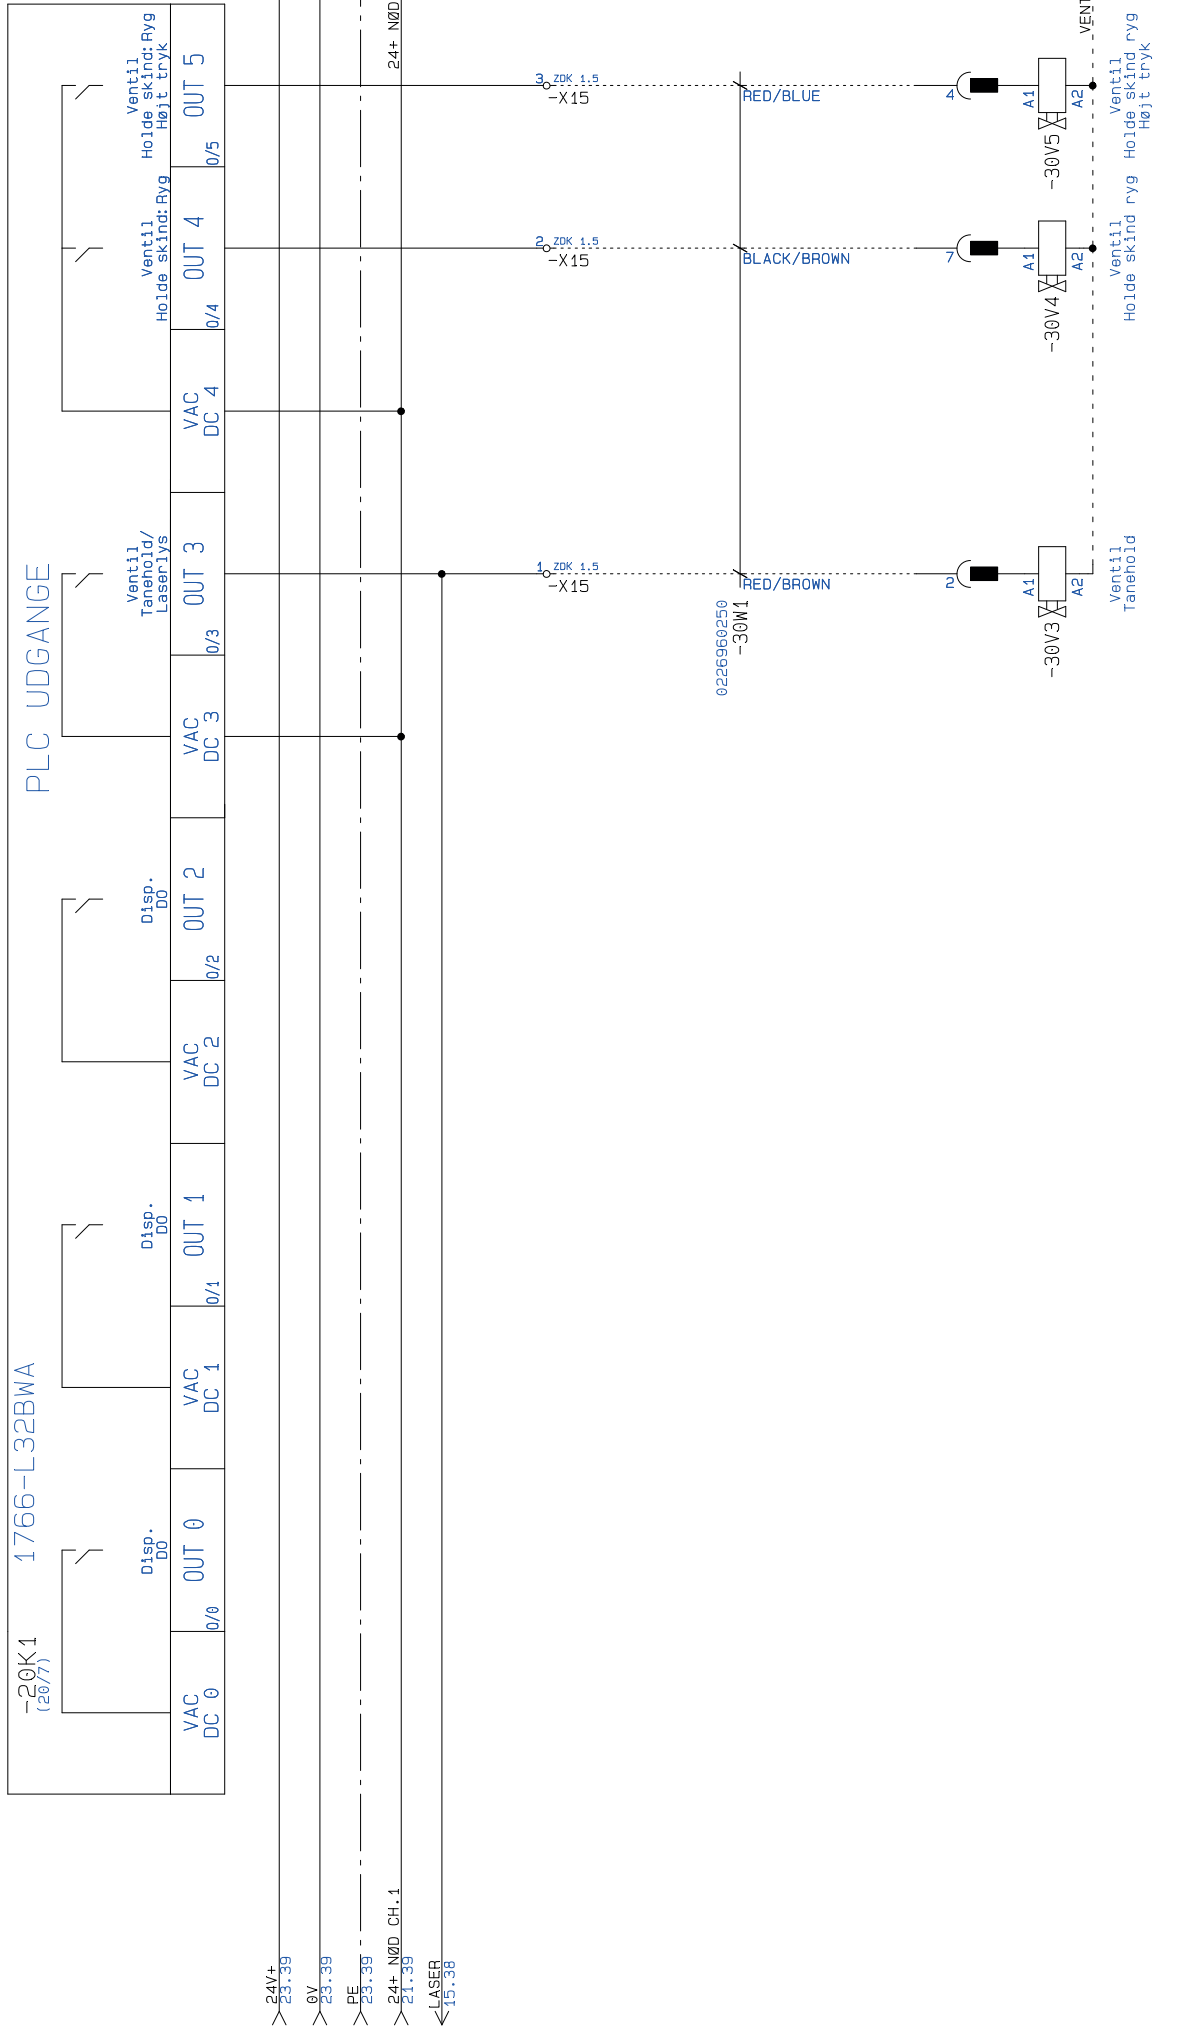 -20K1
(20/7)
1766-L32BWA
PLC UDGANGE
Disp.
DO
Disp.
DO
Disp.
DO
Ventil
Tanehold/
Laserlys
Ventil
Holde skind:Ryg
Ventil
Holde skind:Ryg
Højt tryk
VAC
DC 0
OUT 0
O/0
VAC
DC 1
OUT 1
O/1
VAC
DC 2
OUT 2
O/2
VAC
DC 3
OUT 3
O/3
VAC
DC 4
OUT 4
O/4
OUT 5
O/5
24V+
23.39
0V
23.39
PE
23.39
24+ NØD CH.1
21.39
24+ NØD
LASER
15.38
1 ZDK 1.5
-X15
2 ZDK 1.5
-X15
3 ZDK 1.5
-X15
0226960250
-30W1
RED/BROWN
BLACK/BROWN
RED/BLUE
2
7
4
-30V3
A1
A2
-30V4
A1
A2
-30V5
A1
A2
VENT
Ventil
Tanehold
Ventil
Holde skind ryg
Ventil
Holde skind ryg
Højt tryk